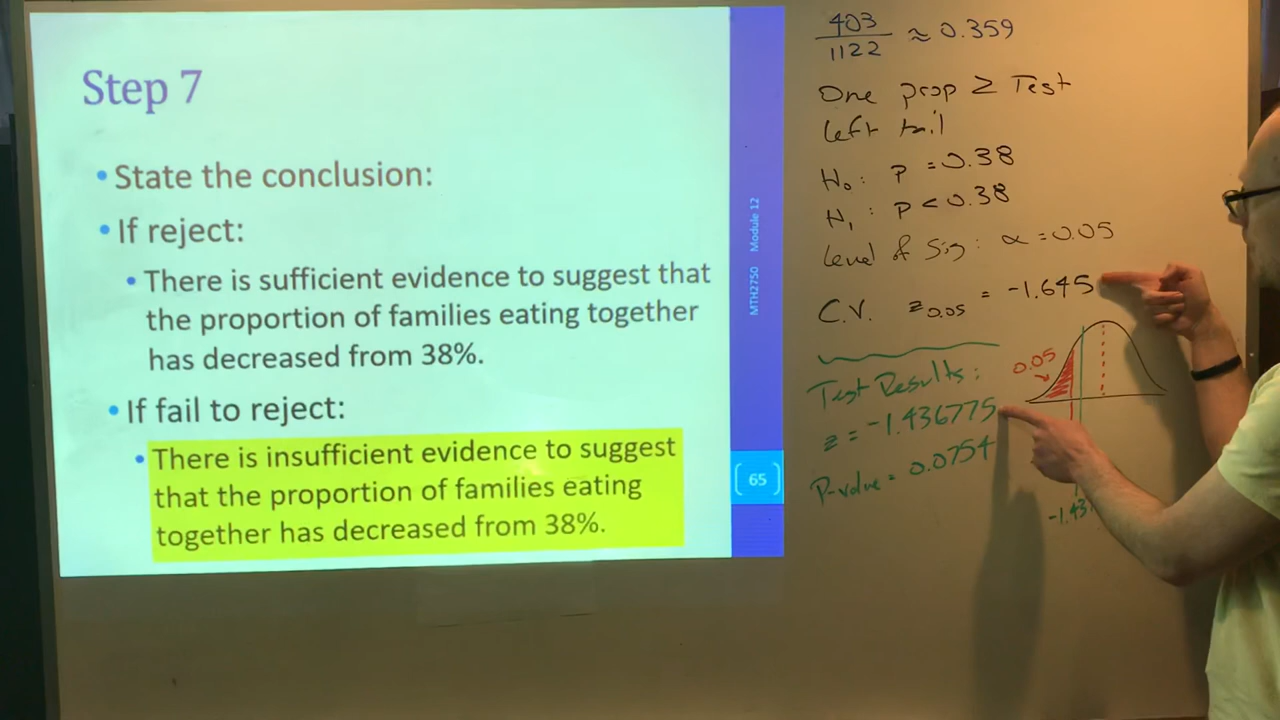 Step 7
• State the conclusion:
• If reject:
• There is sufficient evidence to suggest that
the proportion of families eating together
has decreased from 38%.
• If fail to reject:
• There is insufficient evidence to suggest
that the proportion of families eating
together has decreased from 38%.
MTH2750 Module 12
65
403
1122
≈ 0.359
One prop Z Test
left tail
H₀: P = 0.38
H₁: P < 0.38
Level of Sig: α = 0.05
C.V. z0.05 = -1.645
0.05
Test Results:
z = -1.436775
P-value = 0.0754